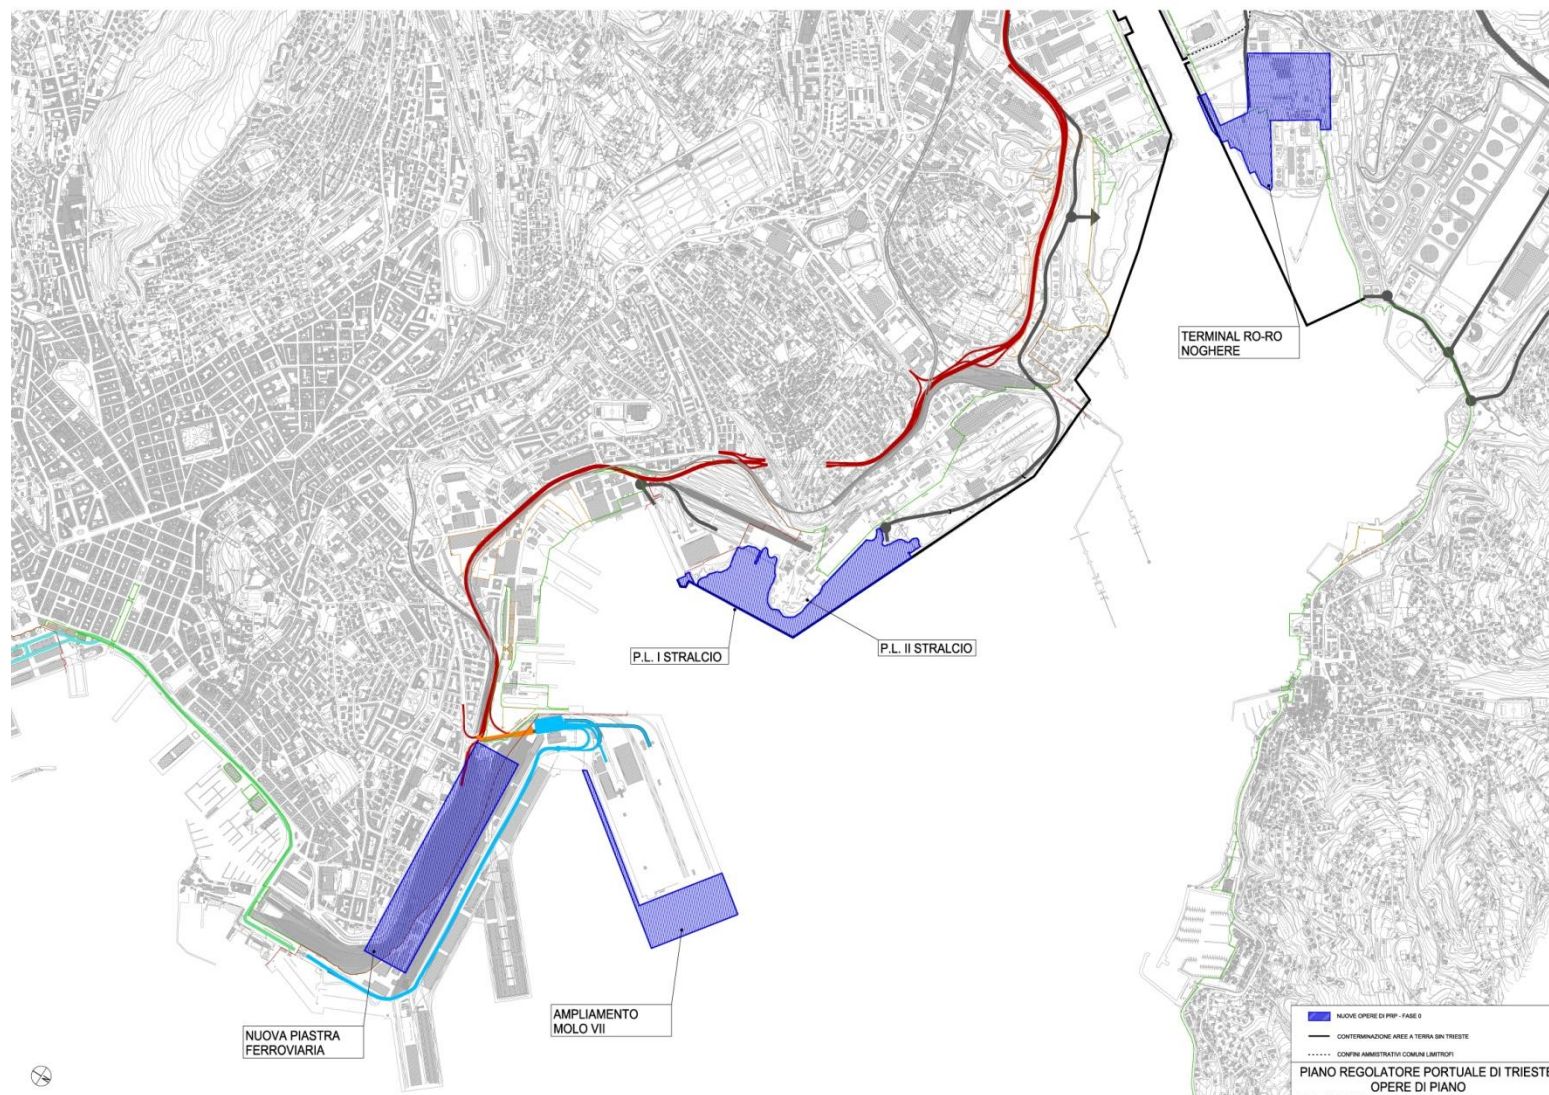 TERMINAL RO-RO
NOGHERE
P.L. I STRALCIO
P.L. II STRALCIO
NUOVA PIASTRA
FERROVIARIA
AMPLIAMENTO
MOLO VII
NUOVE OPERE DI PRP - FASE 0
CONTERMINAZIONE AREE A TERRA SIN TRIESTE
CONFINI AMMISTRATIVI COMUNI LIMITROFI
PIANO REGOLATORE PORTUALE DI TRIESTE
OPERE DI PIANO